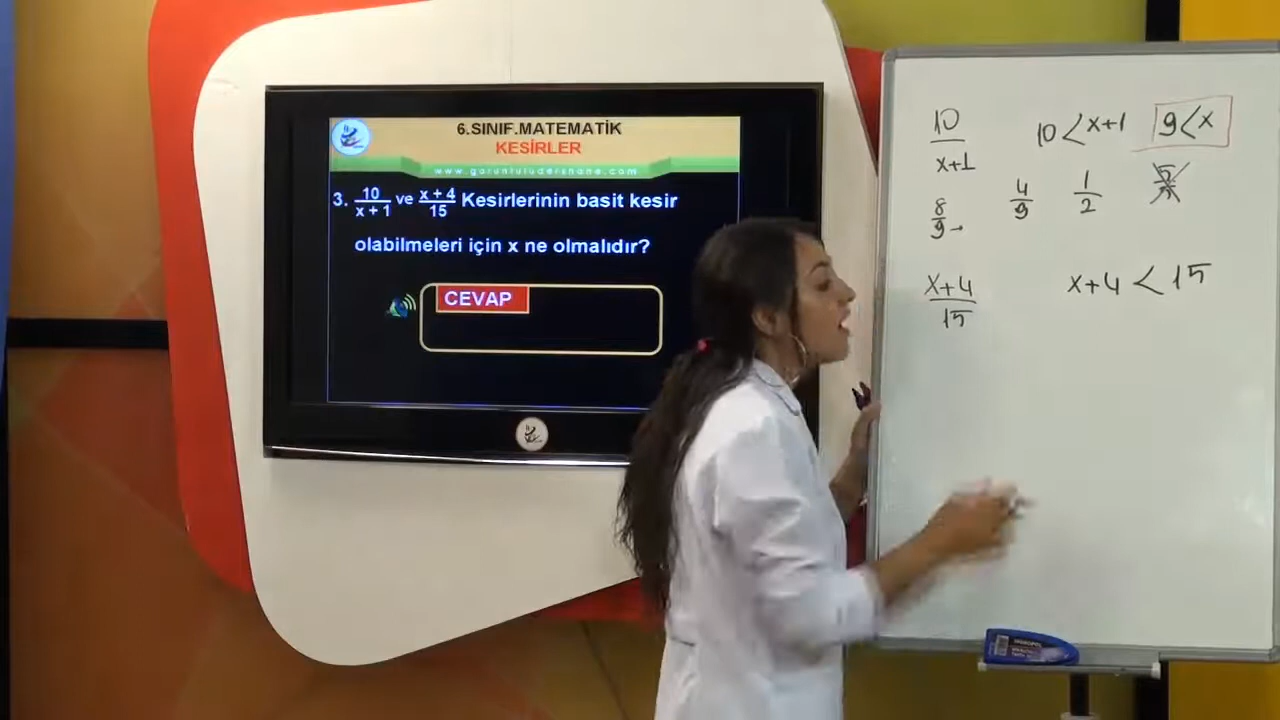 6.SINIF.MATEMATİK
KESİRLER
www.goruntuludershane.com
3. 10/x + 1 ve x + 4/15 Kesirlerinin basit kesir
olabilmeleri için x ne olmalıdır?
CEVAP
10/x+1 10<x+1 9<x
8/9 4/9 1/2
x+4/15 x+4<15